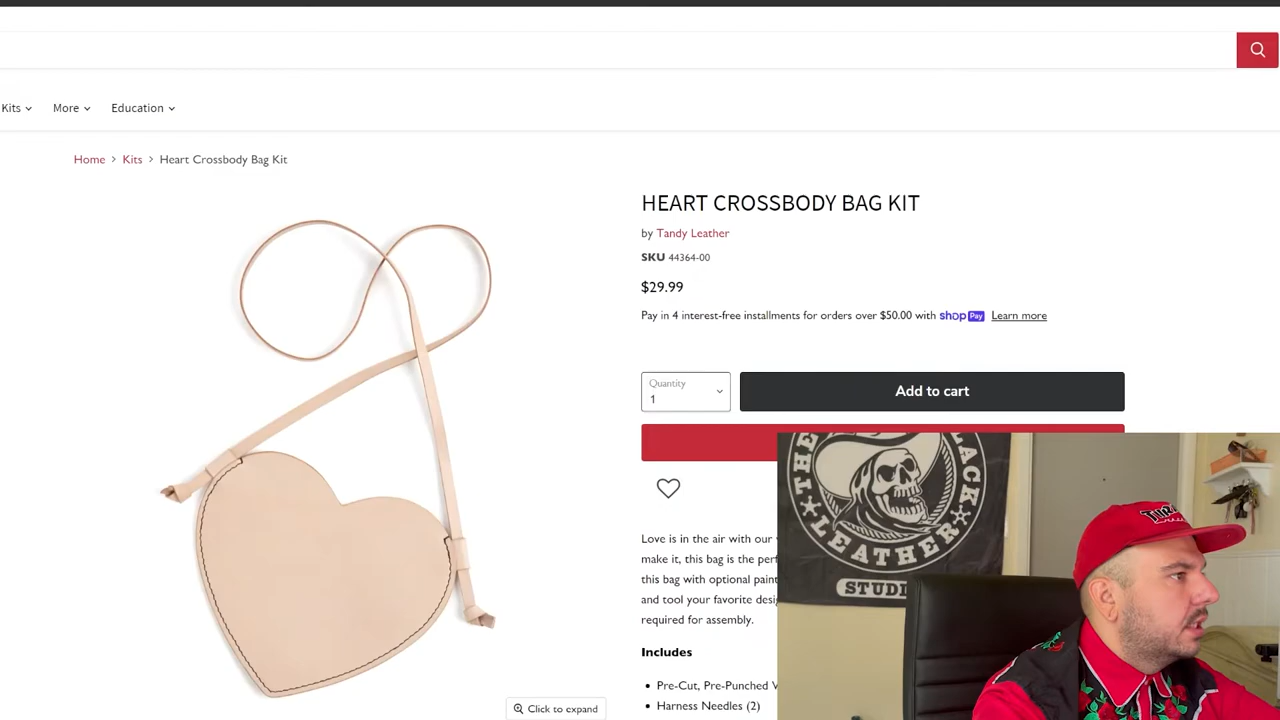 Kits
More
Education
Home > Kits > Heart Crossbody Bag Kit
HEART CROSSBODY BAG KIT
by Tandy Leather
SKU 44364-00
$29.99
Pay in 4 interest-free installments for orders over $50.00 with shop Pay Learn more
Quantity
1
Add to cart
Love is in the air with our
make it, this bag is the
this bag with optional
and tool your favorite
required for assembly.
Includes
• Pre-Cut, Pre-Punched
• Harness Needles (2)
Click to expand
THE
LEATHER